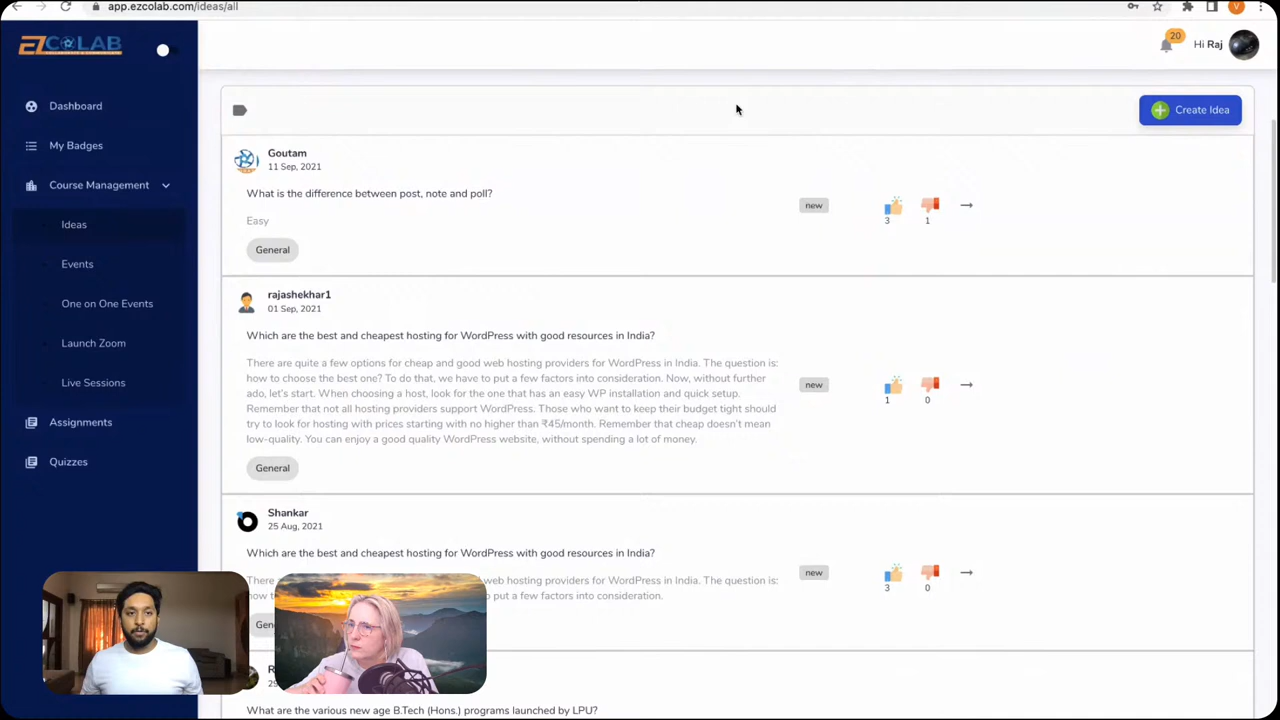 app.ezcolab.com/ideas/all
V
EZCOLAB
20
Hi Raj
Dashboard
My Badges
Course Management
Ideas
Events
One on One Events
Launch Zoom
Live Sessions
Assignments
Quizzes
Create Idea
Goutam
11 Sep, 2021
What is the difference between post, note and poll?
Easy
General
new
3
1
rajashekhar1
01 Sep, 2021
Which are the best and cheapest hosting for WordPress with good resources in India?
There are quite a few options for cheap and good web hosting providers for WordPress in India. The question is:
how to choose the best one? To do that, we have to put a few factors into consideration. Now, without further
ado, let's start. When choosing a host, look for the one that has an easy WP installation and quick setup.
Remember that not all hosting providers support WordPress. Those who want to keep their budget tight should
try to look for hosting with prices starting with no higher than ₹45/month. Remember that cheap doesn't mean
low-quality. You can enjoy a good quality WordPress website, without spending a lot of money.
General
new
1
0
Shankar
25 Aug, 2021
Which are the best and cheapest hosting for WordPress with good resources in India?
There web hosting providers for WordPress in India. The question is:
how put a few factors into consideration.
Gen
new
3
0
R
29
What are the various new age B.Tech (Hons.) programs launched by LPU?